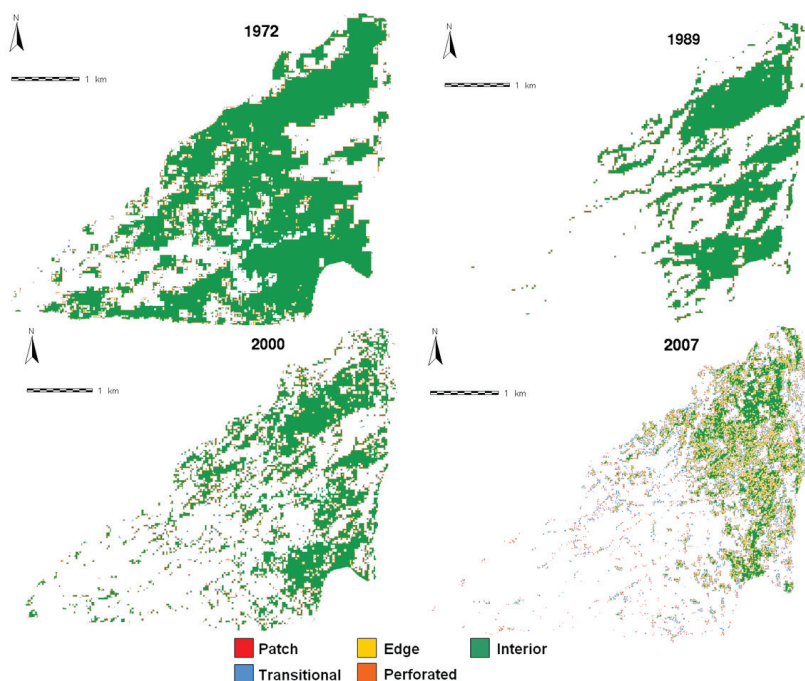 N
1972
1 km
N
1989
1 km
N
2000
1 km
N
2007
1 km
Patch
Edge
Interior
Transitional
Perforated